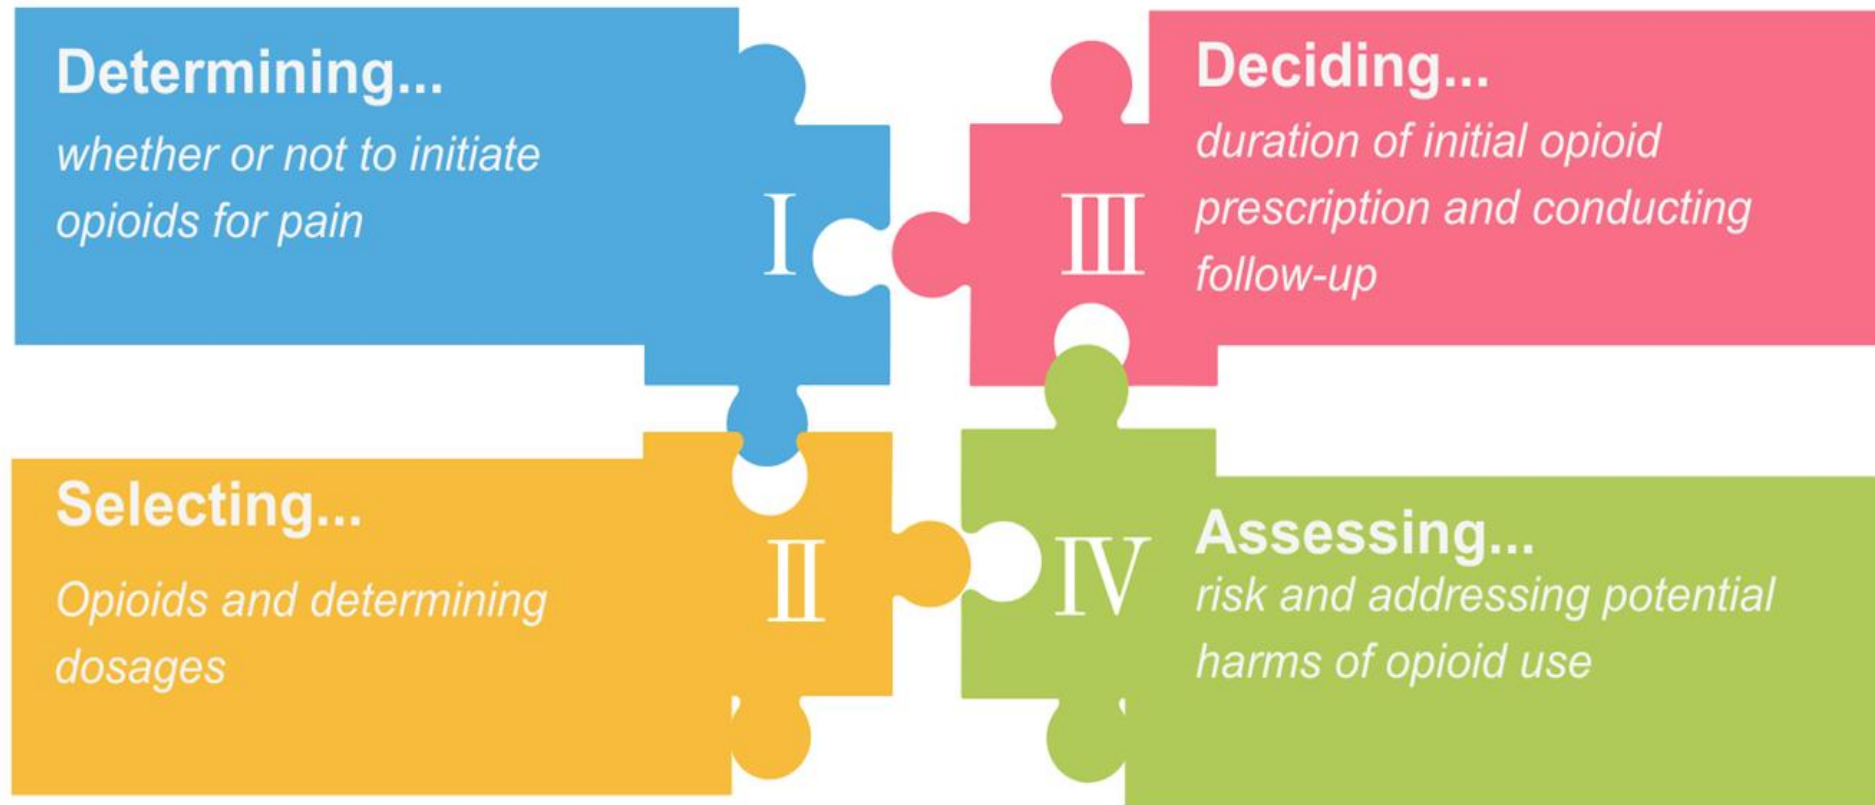 Determining...
whether or not to initiate
opioids for pain
I
Selecting...
Opioids and determining
dosages
II
Deciding...
duration of initial opioid
prescription and conducting
follow-up
III
Assessing...
risk and addressing potential
harms of opioid use
IV